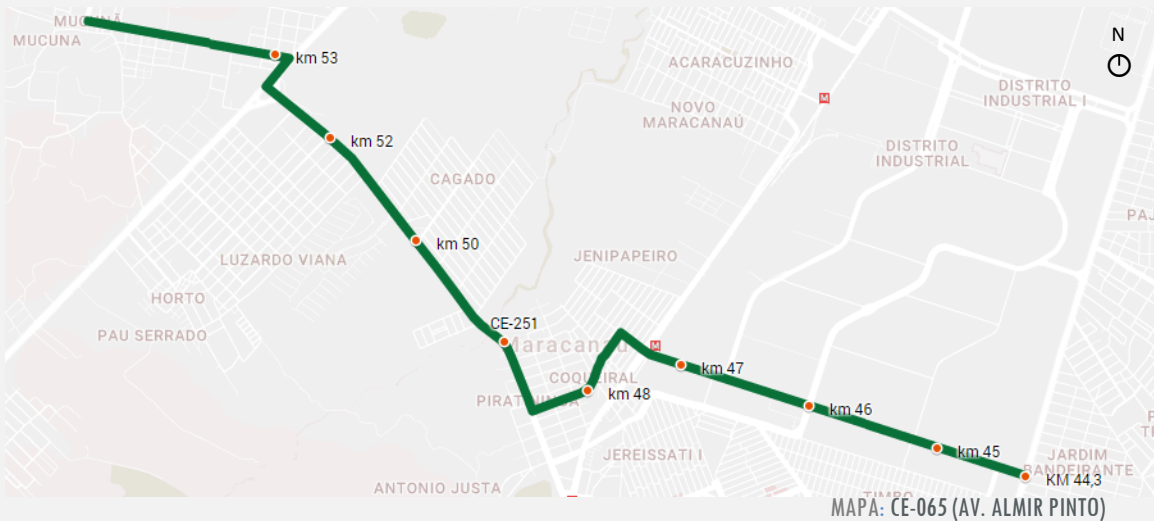 MUCUNÃ
MUCUNA
km 53
N
ACARACUZINHO
M
DISTRITO
INDUSTRIAL I
NOVO
MARACANAÚ
km 52
DISTRITO
INDUSTRIAL
CAGADO
PAJ
km 50
LUZARDO VIANA
JENIPAPEIRO
HORTO
PAU SERRADO
CE-251
Maracanaú
M
km 47
COQUEIRAL
km 48
PIRATININGA
km 46
JEREISSATI I
km 45
JARDIM
BANDEIRANTE
KM 44,3
ANTONIO JUSTA
TIMBÓ
MAPA: CE-065 (AV. ALMIR PINTO)